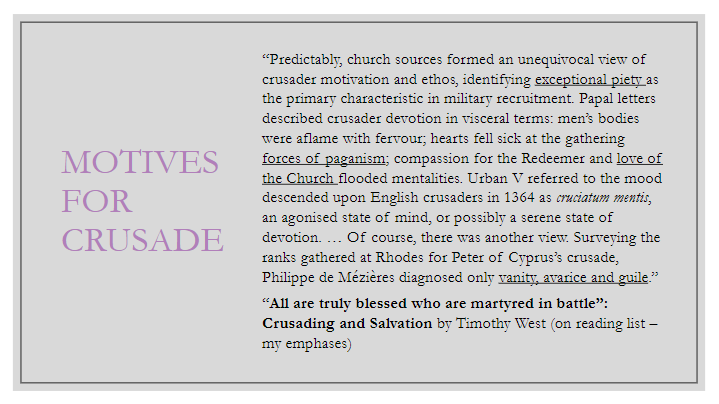 MOTIVES
FOR
CRUSADE
“Predictably, church sources formed an unequivocal view of
crusader motivation and ethos, identifying exceptional piety as
the primary characteristic in military recruitment. Papal letters
described crusader devotion in visceral terms: men’s bodies
were aflame with fervour; hearts fell sick at the gathering
forces of paganism; compassion for the Redeemer and love of
the Church flooded mentalities. Urban V referred to the mood
descended upon English crusaders in 1364 as cruciatum mentis,
an agonised state of mind, or possibly a serene state of
devotion. … Of course, there was another view. Surveying the
ranks gathered at Rhodes for Peter of Cyprus’s crusade,
Philippe de Mézières diagnosed only vanity, avarice and guile.”
“All are truly blessed who are martyred in battle”:
Crusading and Salvation by Timothy West (on reading list –
my emphases)